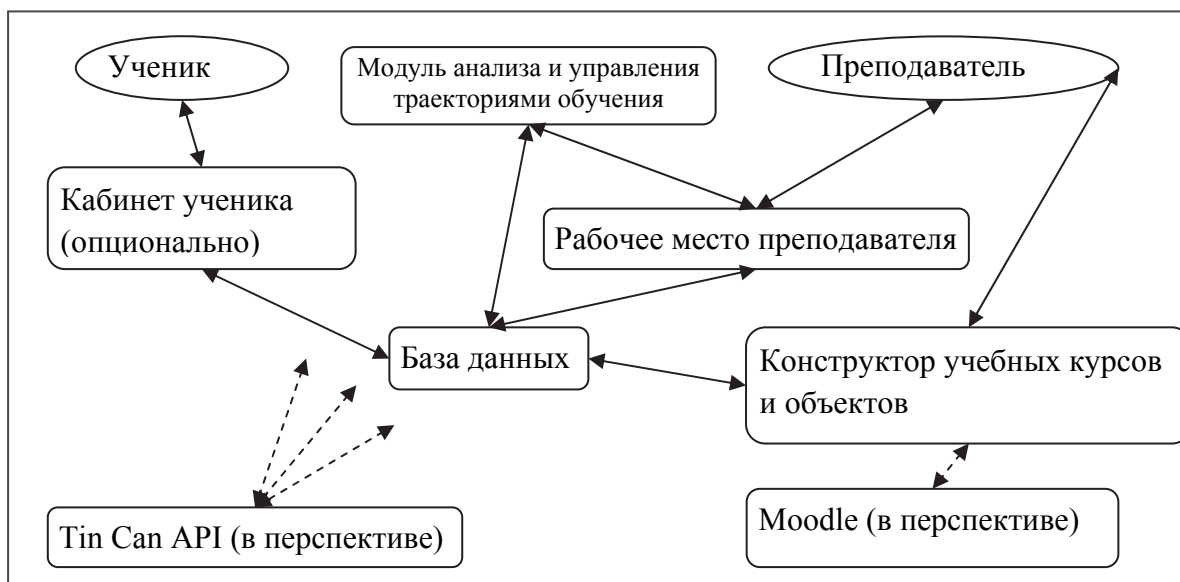 Ученик
Модуль анализа и управления
траекториями обучения
Преподаватель
Кабинет ученика
(опционально)
Рабочее место преподавателя
База данных
Конструктор учебных курсов
и объектов
Tin Can API (в перспективе)
Moodle (в перспективе)